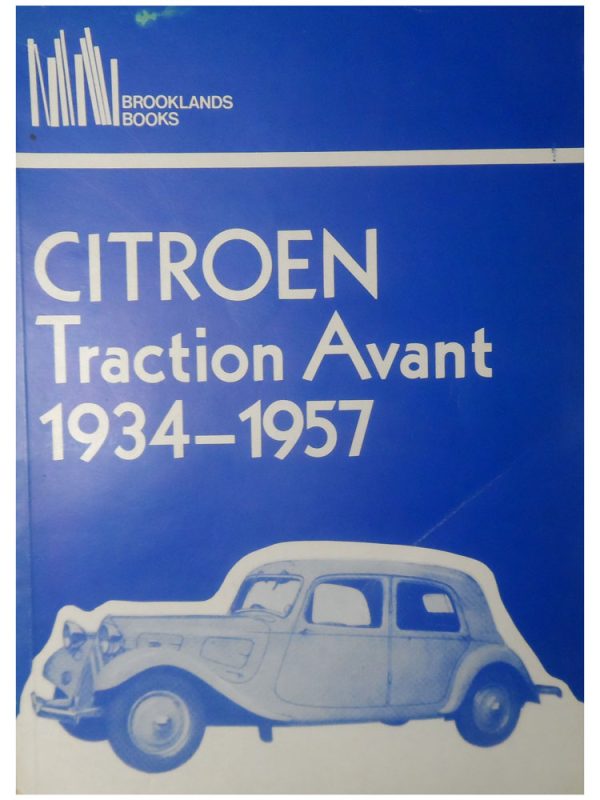 BROOKLANDS
BOOKS
CITROEN
Traction Avant
1934–1957